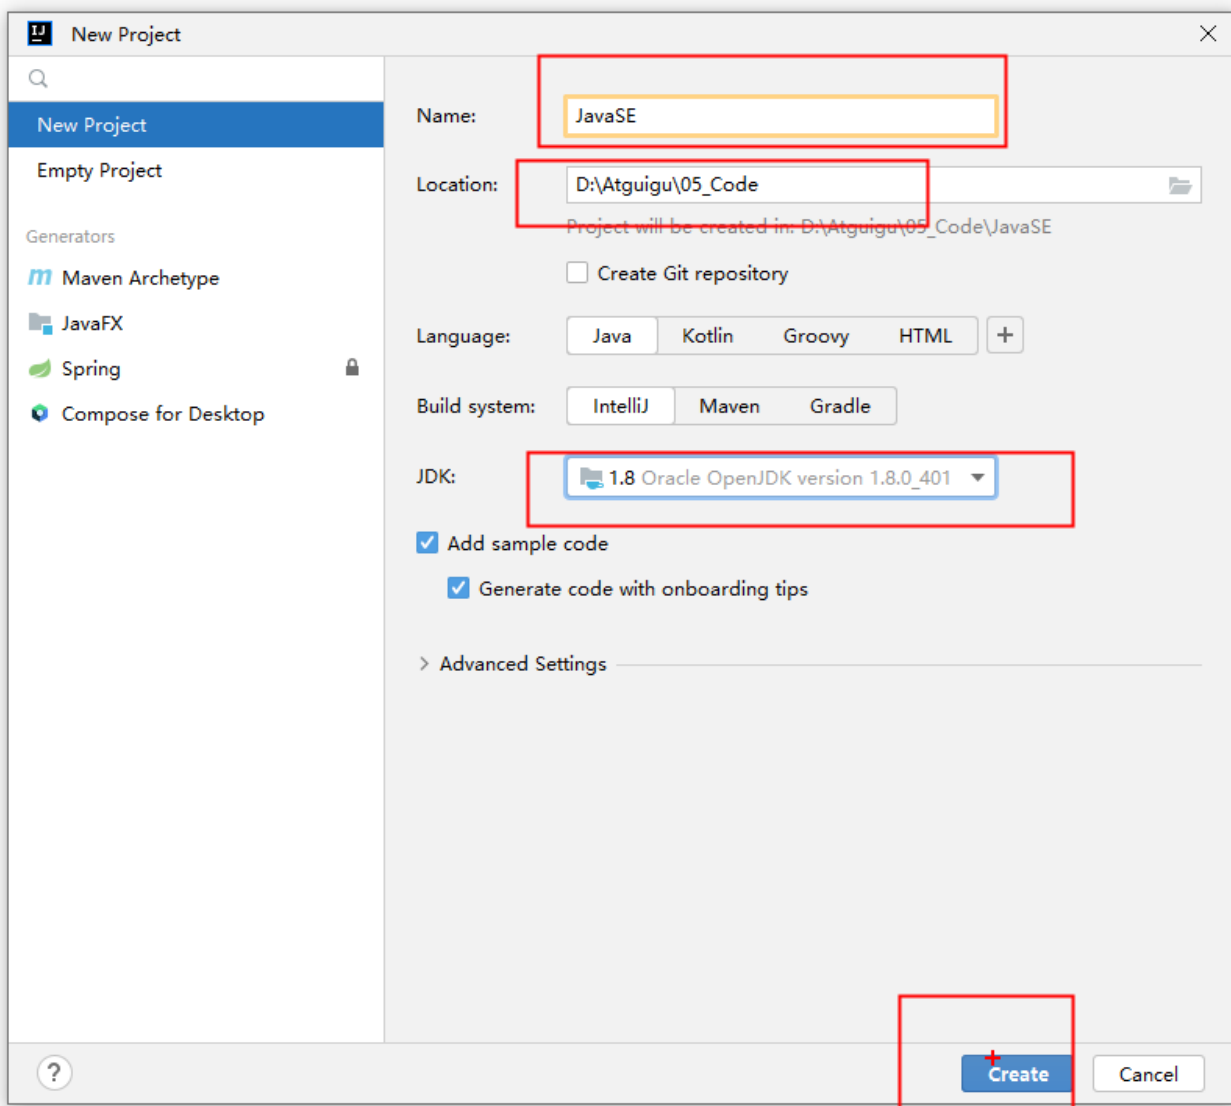 New Project
New Project
Empty Project
Generators
Maven Archetype
JavaFX
Spring
Compose for Desktop
Name: JavaSE
Location: D:\Atguigu\05_Code
Project will be created in: D:\Atguigu\05_Code\JavaSE
Create Git repository
Language: Java Kotlin Groovy HTML +
Build system: IntelliJ Maven Gradle
JDK: 1.8 Oracle OpenJDK version 1.8.0_401
Add sample code
Generate code with onboarding tips
Advanced Settings
? Create Cancel